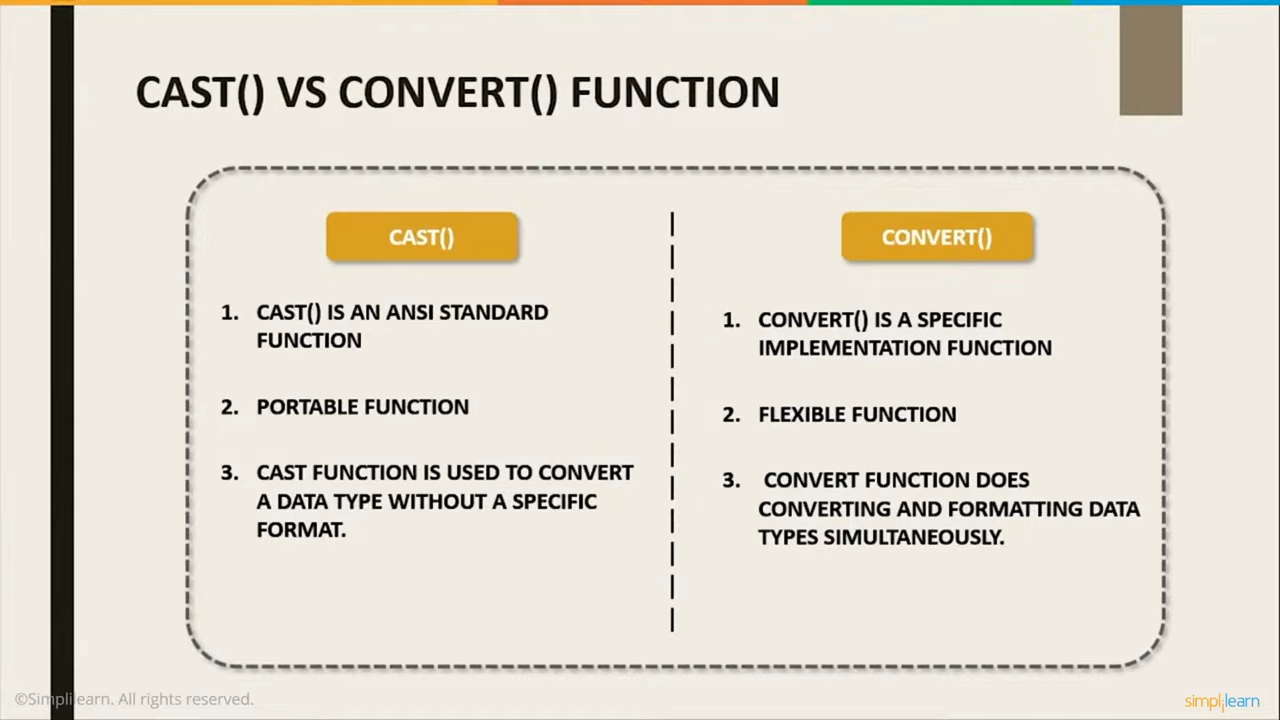 CAST() VS CONVERT() FUNCTION
CAST()
1. CAST() IS AN ANSI STANDARD
FUNCTION
2. PORTABLE FUNCTION
3. CAST FUNCTION IS USED TO CONVERT
A DATA TYPE WITHOUT A SPECIFIC
FORMAT.
CONVERT()
1. CONVERT() IS A SPECIFIC
IMPLEMENTATION FUNCTION
2. FLEXIBLE FUNCTION
3. CONVERT FUNCTION DOES
CONVERTING AND FORMATTING DATA
TYPES SIMULTANEOUSLY.
©Simplilearn. All rights reserved.
simplilearn